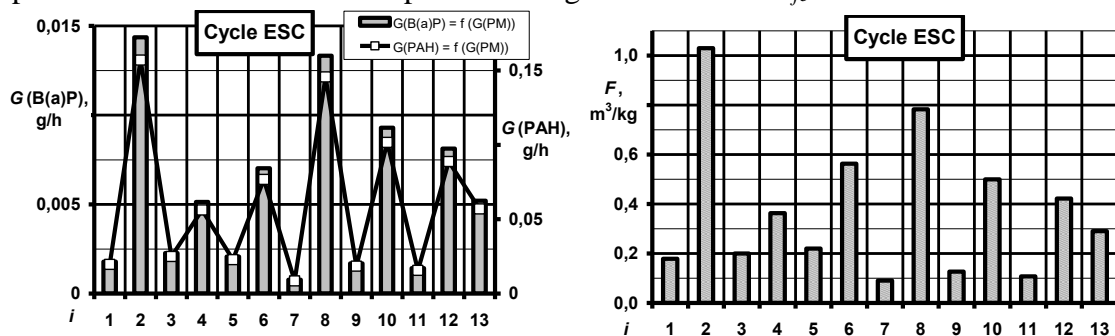 Cycle ESC
G(B(a)P) = f (G(PM))
G(PAH) = f (G(PM))
0,015
0,005
0
G (B(a)P),
g/h
0,15
0,05
0
G (PAH),
g/h
i 1 2 3 4 5 6 7 8 9 10 11 12 13
Cycle ESC
F,
m³/kg
1,0
0,6
0,4
0,2
0,0
i 1 2 3 4 5 6 7 8 9 10 11 12 13